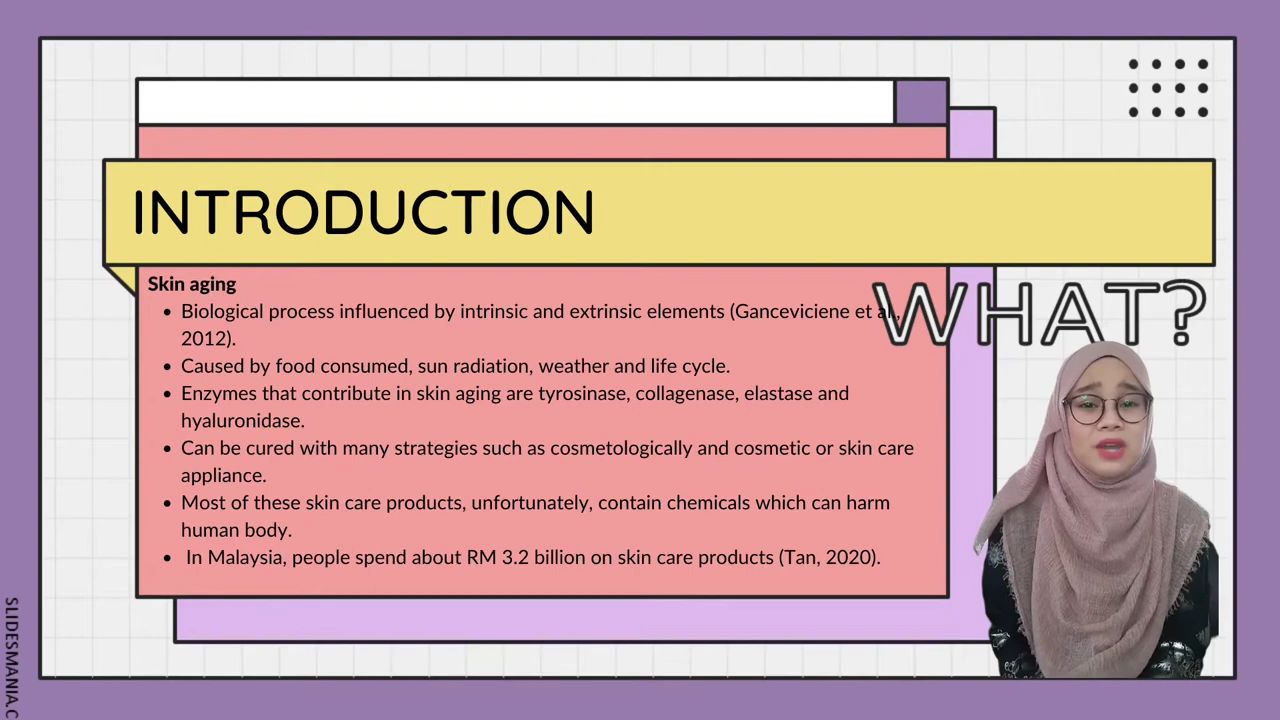 INTRODUCTION
Skin aging
• Biological process influenced by intrinsic and extrinsic elements (Ganceviciene et al.,
2012).
• Caused by food consumed, sun radiation, weather and life cycle.
• Enzymes that contribute in skin aging are tyrosinase, collagenase, elastase and
hyaluronidase.
• Can be cured with many strategies such as cosmetologically and cosmetic or skin care
appliance.
• Most of these skin care products, unfortunately, contain chemicals which can harm
human body.
• In Malaysia, people spend about RM 3.2 billion on skin care products (Tan, 2020).
WHAT?
SLIDESMANIA.C